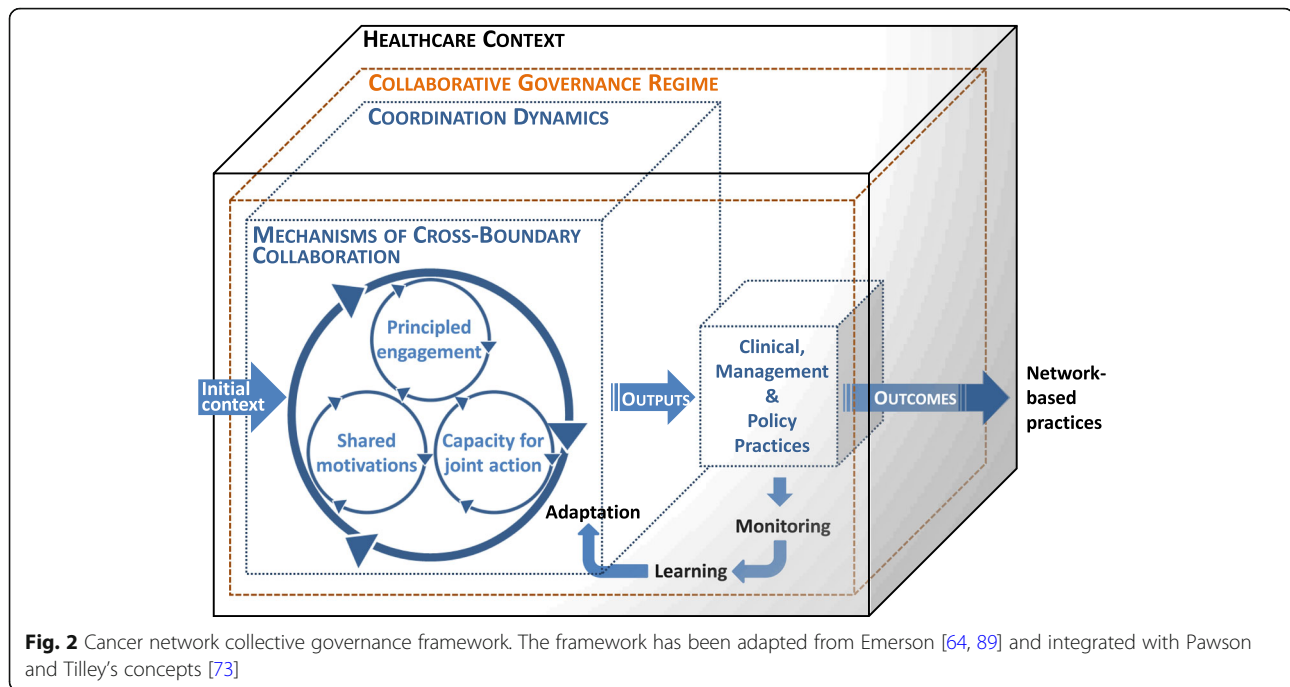 HEALTHCARE CONTEXT
COLLABORATIVE GOVERNANCE REGIME
COORDINATION DYNAMICS
MECHANISMS OF CROSS-BOUNDARY
COLLABORATION
Principled
engagement
Initial
context
Shared
motivations
Capacity for
joint action
OUTPUTS
Clinical,
Management
&
Policy
Practices
OUTCOMES
Network-
based
practices
Adaptation
Monitoring
Learning
Fig. 2 Cancer network collective governance framework. The framework has been adapted from Emerson [64, 89] and integrated with Pawson
and Tilley's concepts [73]